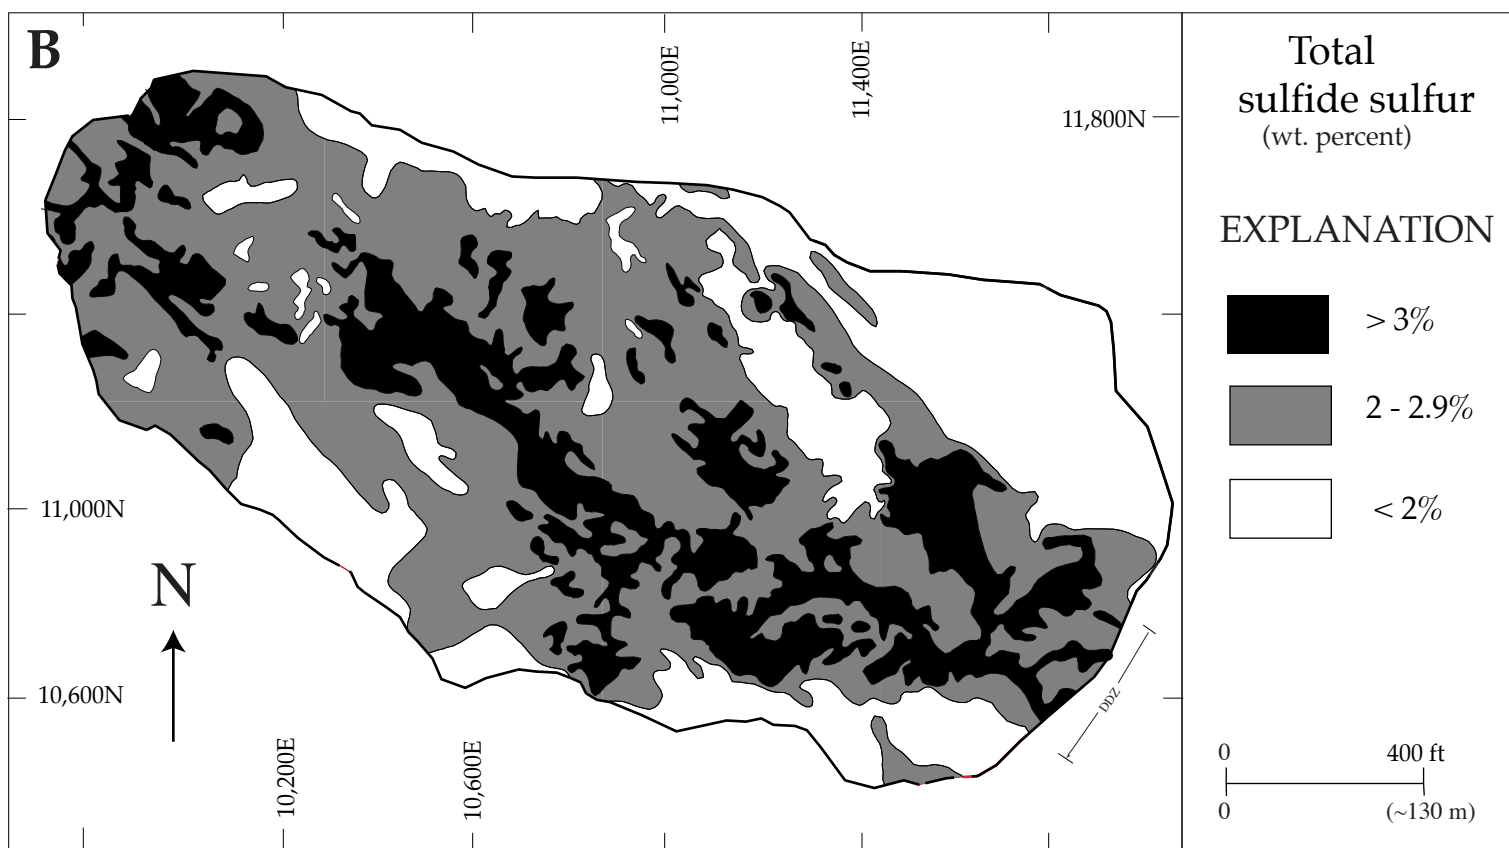 B
11,000E
11,400E
11,800N
11,000N
N
10,600N
10,200E
10,600E
DDZ
Total
sulfide sulfur
(wt. percent)
EXPLANATION
> 3%
2 - 2.9%
< 2%
0 400 ft
0 (~130 m)